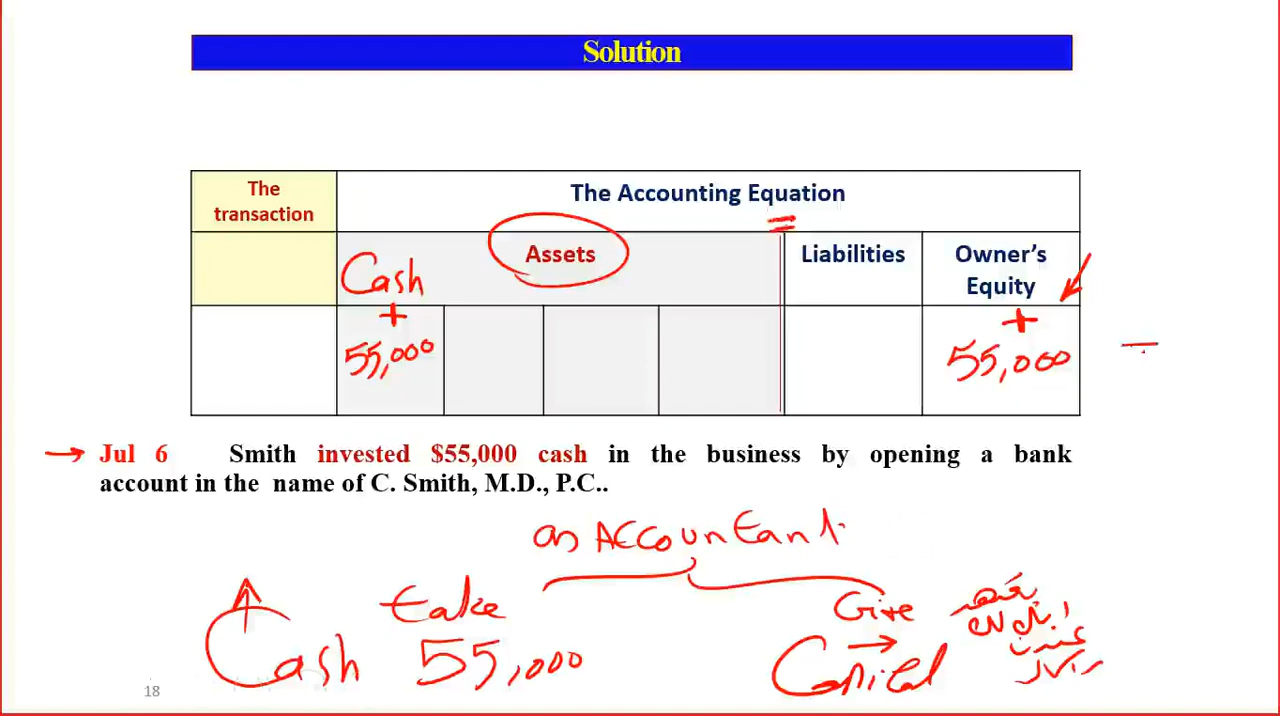 Solution
The transaction
The Accounting Equation
=
Assets
Liabilities
Owner's Equity
Cash
+
55,000
+
55,000
Jul 6 Smith invested $55,000 cash in the business by opening a bank
account in the name of C. Smith, M.D., P.C..
as Accountant
take
Give
Cash 55,000
Capital
18